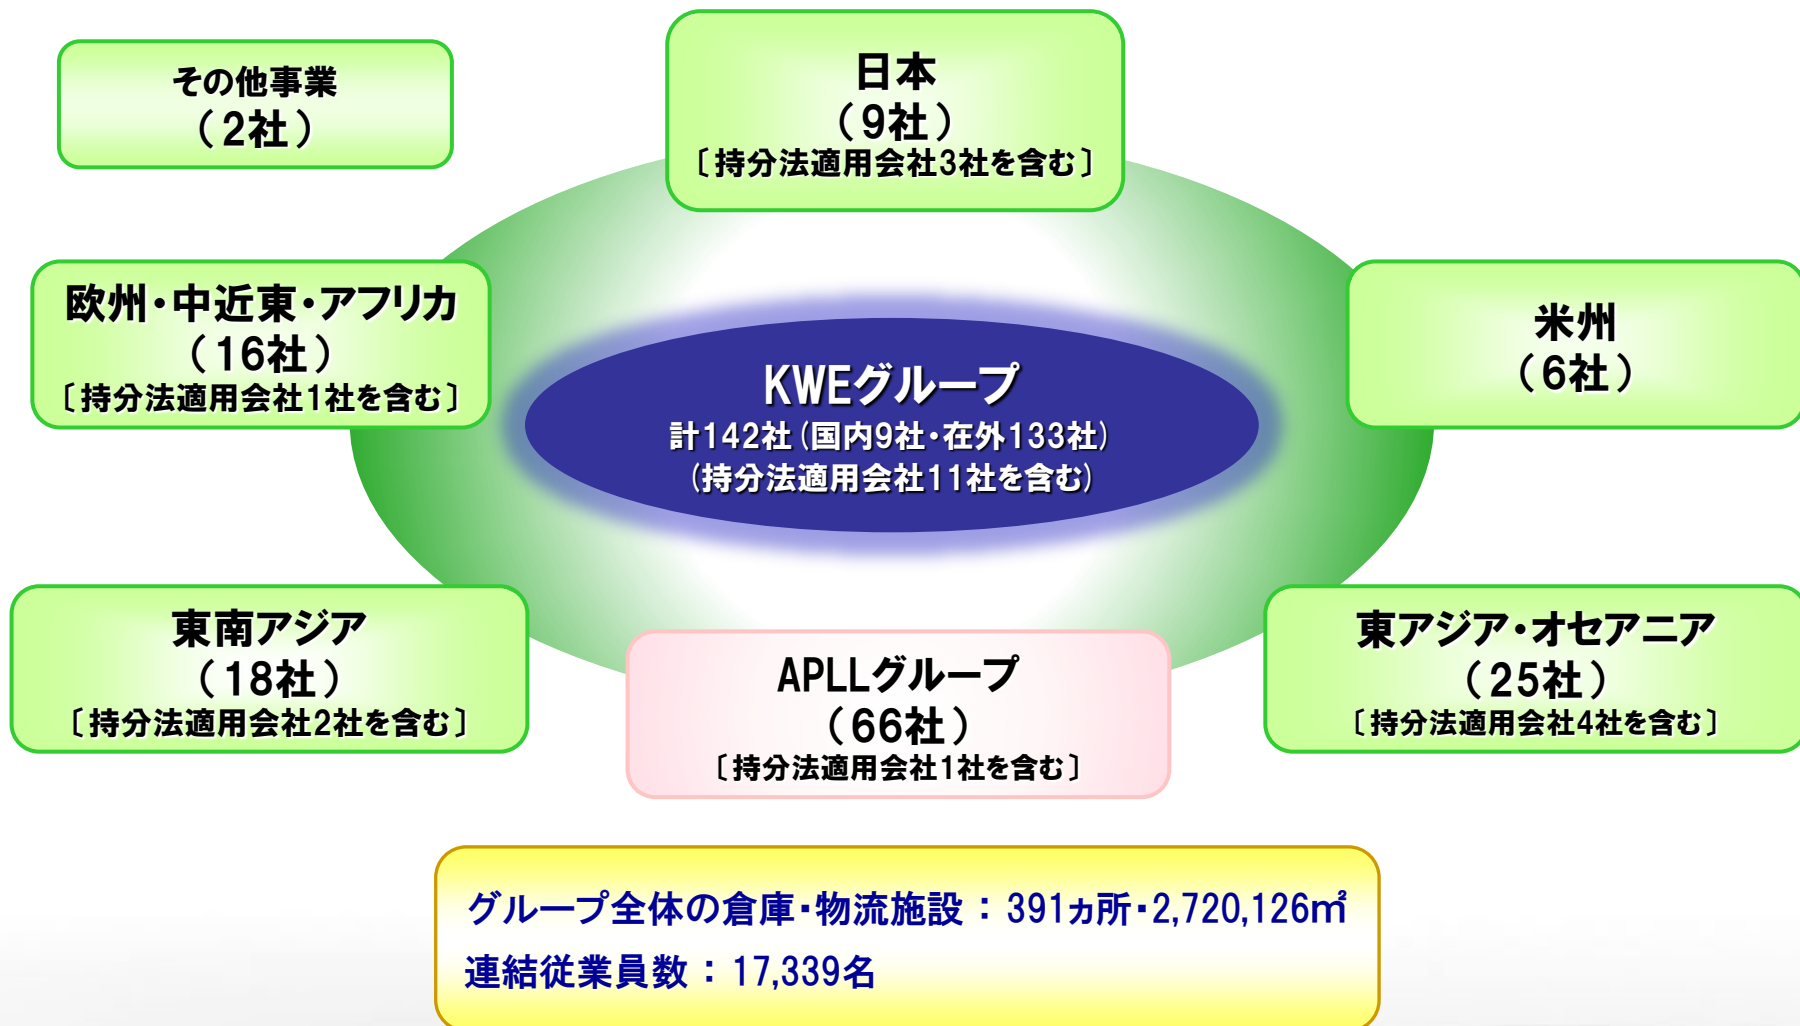 その他事業
（2社）
日本
（9社）
〔持分法適用会社3社を含む〕
欧州・中近東・アフリカ
（16社）
〔持分法適用会社1社を含む〕
米州
（6社）
KWEグループ
計142社(国内9社・在外133社)
(持分法適用会社11社を含む)
東南アジア
（18社）
〔持分法適用会社2社を含む〕
APLLグループ
（66社）
〔持分法適用会社1社を含む〕
東アジア・オセアニア
（25社）
〔持分法適用会社4社を含む〕
グループ全体の倉庫・物流施設：391ヵ所・2,720,126㎡
連結従業員数：17,339名